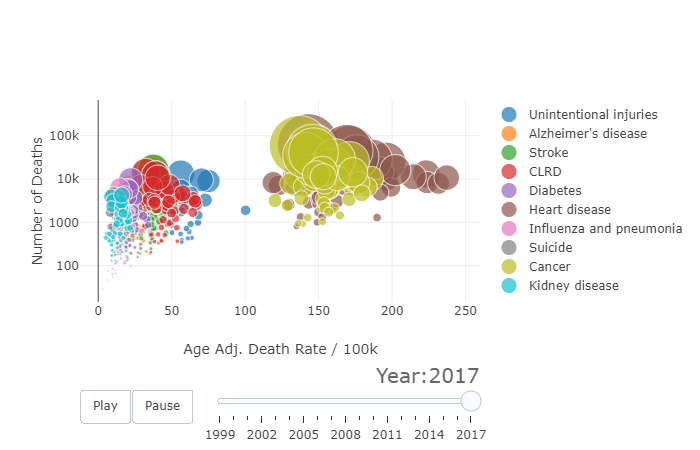 100k
10k
1000
100
Number of Deaths
0 50 100 150 200 250
Age Adj. Death Rate / 100k
Unintentional injuries
Alzheimer's disease
Stroke
CLRD
Diabetes
Heart disease
Influenza and pneumonia
Suicide
Cancer
Kidney disease
Year:2017
Play Pause
1999 2002 2005 2008 2011 2014 2017